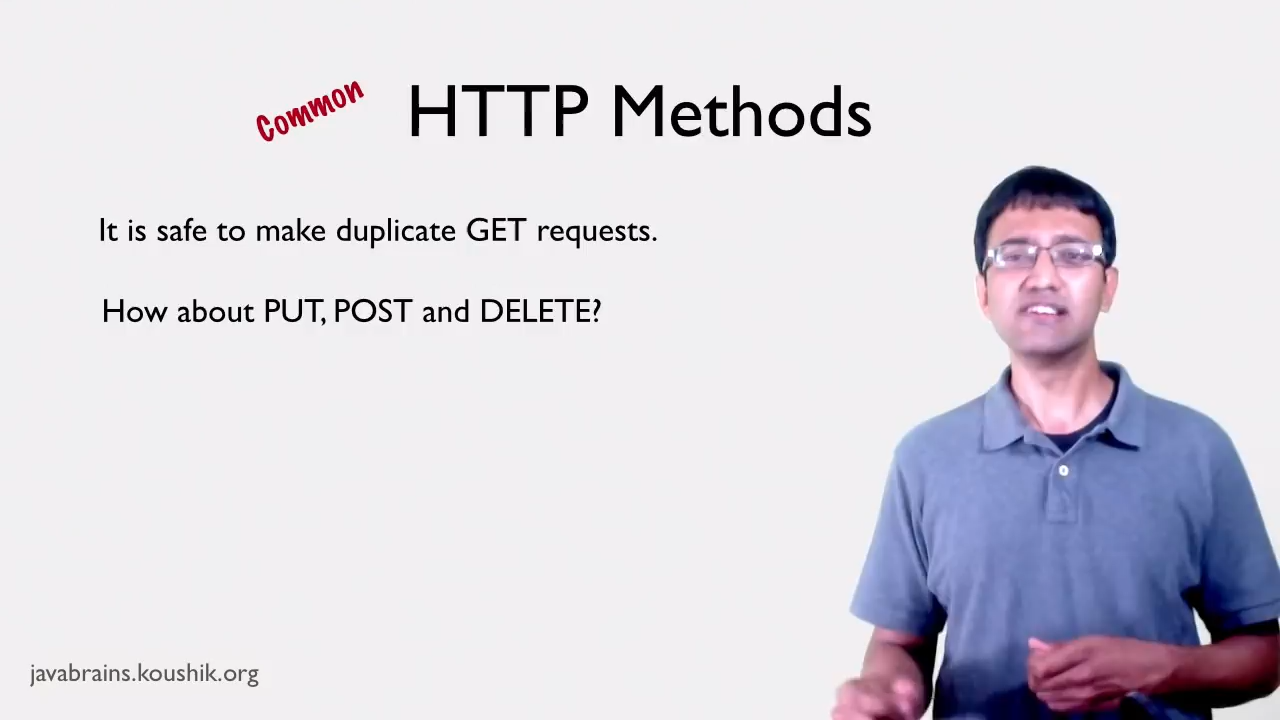 Common
HTTP Methods
It is safe to make duplicate GET requests.
How about PUT, POST and DELETE?
javabrains.koushik.org